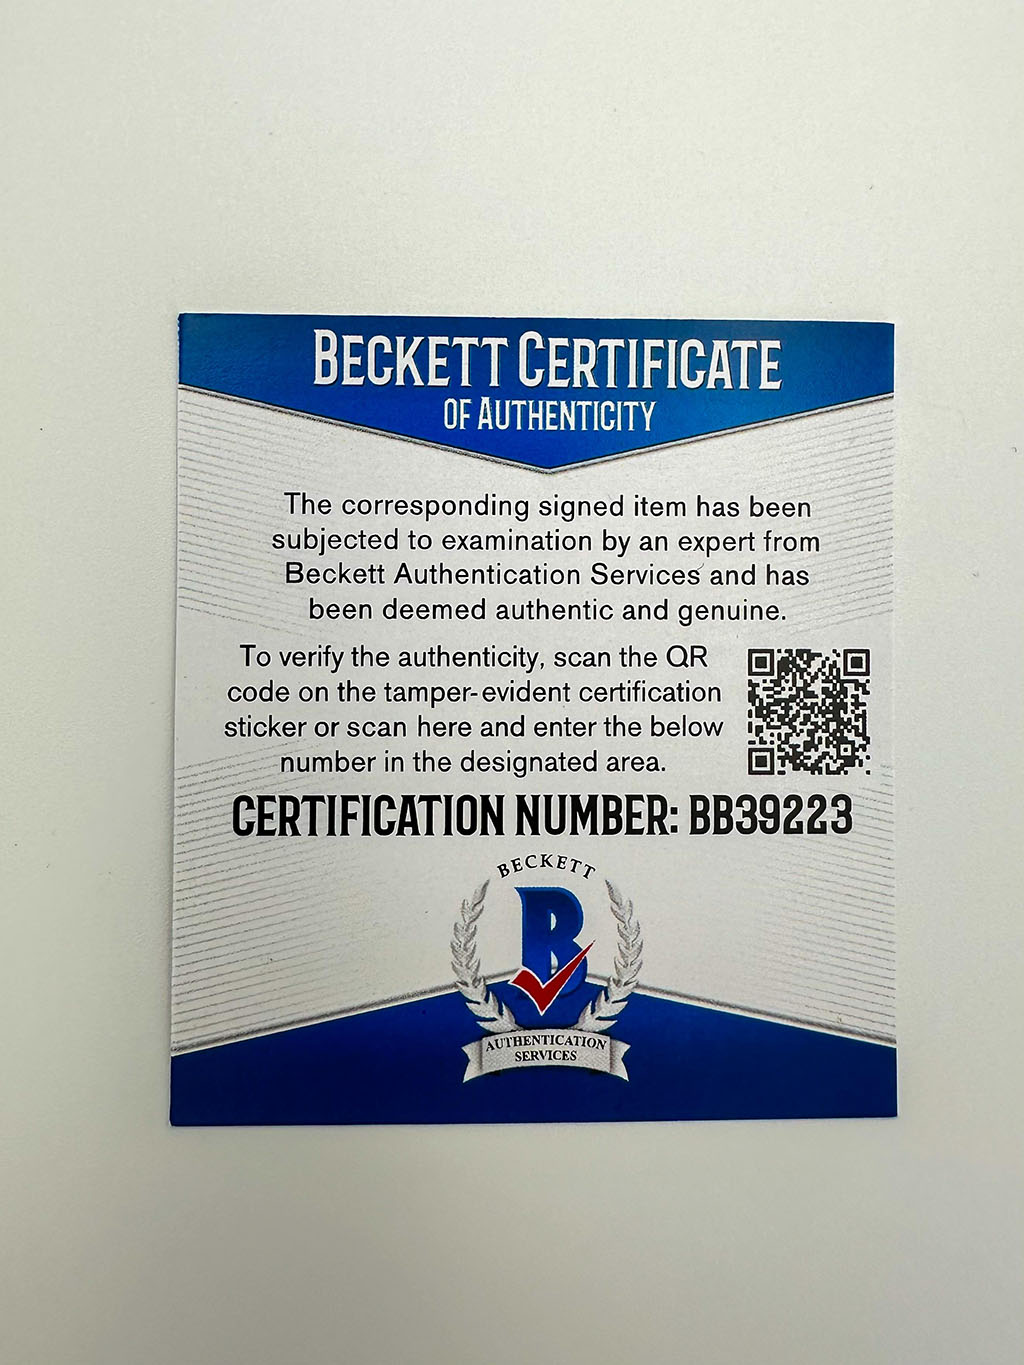 BECKETT CERTIFICATE
OF AUTHENTICITY
The corresponding signed item has been
subjected to examination by an expert from
Beckett Authentication Services and has
been deemed authentic and genuine.
To verify the authenticity, scan the QR
code on the tamper-evident certification
sticker or scan here and enter the below
number in the designated area.
CERTIFICATION NUMBER: BB39223
BECKETT
B
AUTHENTICATION
SERVICES